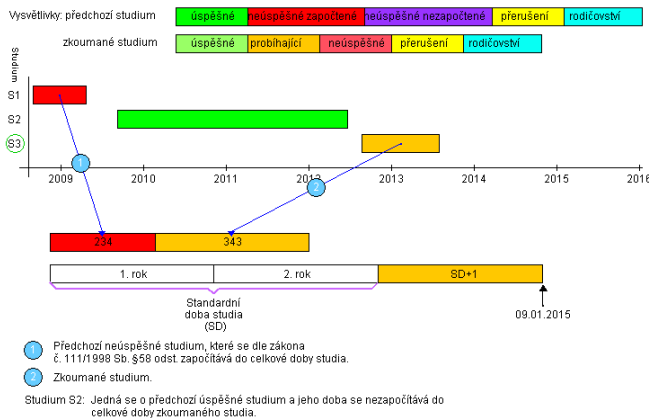 Vysvětlivky: předchozí studium úspěšné neúspěšné započtené neúspěšné nezapočtené přerušení rodičovství
zkoumané studium úspěšné probíhající neúspěšné přerušení rodičovství
Studium
S1
S2
S3
1
2
2009 2010 2011 2012 2013 2014 2015 2016
234 343
1. rok 2. rok SD+1
Standardní
doba studia
(SD)
09.01.2015
1 Předchozí neúspěšné studium, které se dle zákona
č. 111/1998 Sb. §58 odst. započítává do celkové doby studia.
2 Zkoumané studium.
Studium S2: Jedná se o předchozí úspěšné studium a jeho doba se nezapočítává do
celkové doby zkoumaného studia.